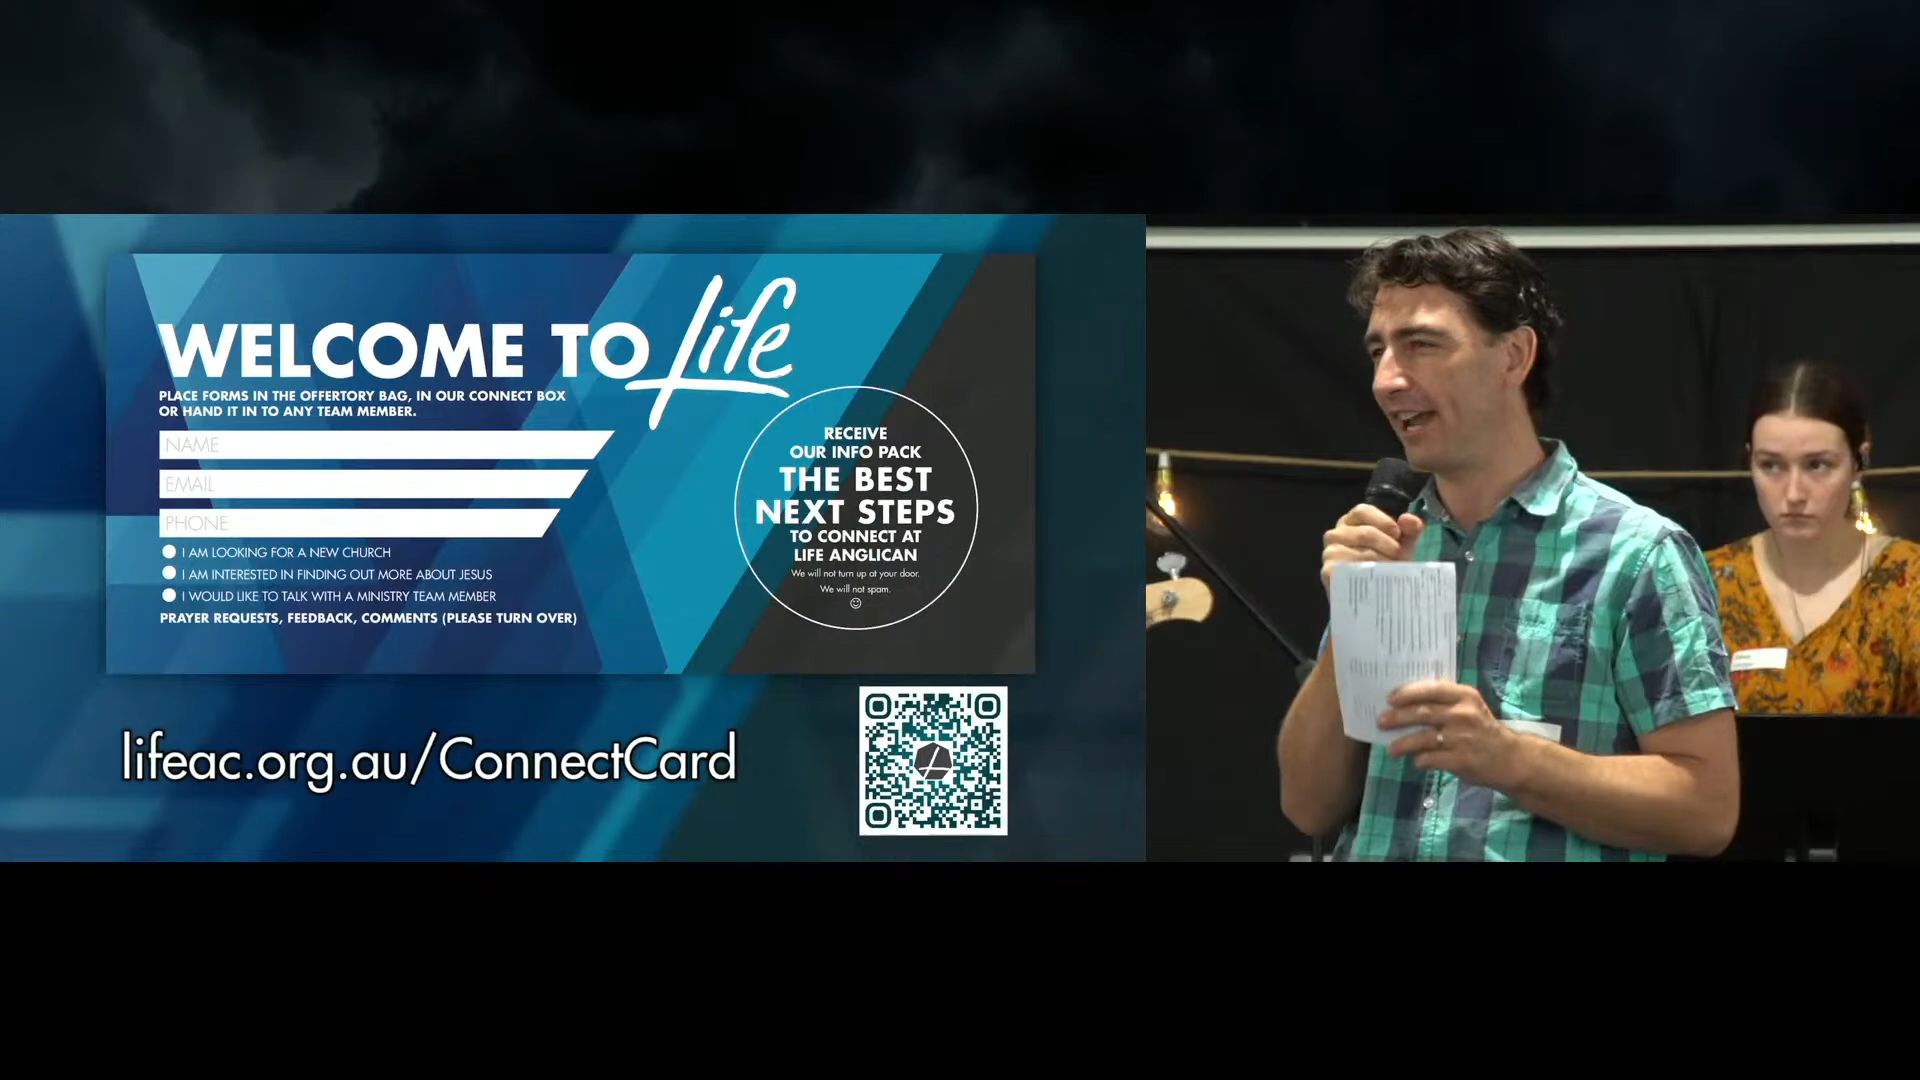 WELCOME TO Life
PLACE FORMS IN THE OFFERTORY BAG, IN OUR CONNECT BOX
OR HAND IT IN TO ANY TEAM MEMBER.
NAME
EMAIL
PHONE
I AM LOOKING FOR A NEW CHURCH
I AM INTERESTED IN FINDING OUT MORE ABOUT JESUS
I WOULD LIKE TO TALK WITH A MINISTRY TEAM MEMBER
PRAYER REQUESTS, FEEDBACK, COMMENTS (PLEASE TURN OVER)
RECEIVE
OUR INFO PACK
THE BEST
NEXT STEPS
TO CONNECT AT
LIFE ANGLICAN
We will not turn up at your door.
We will not spam.
lifeac.org.au/ConnectCard